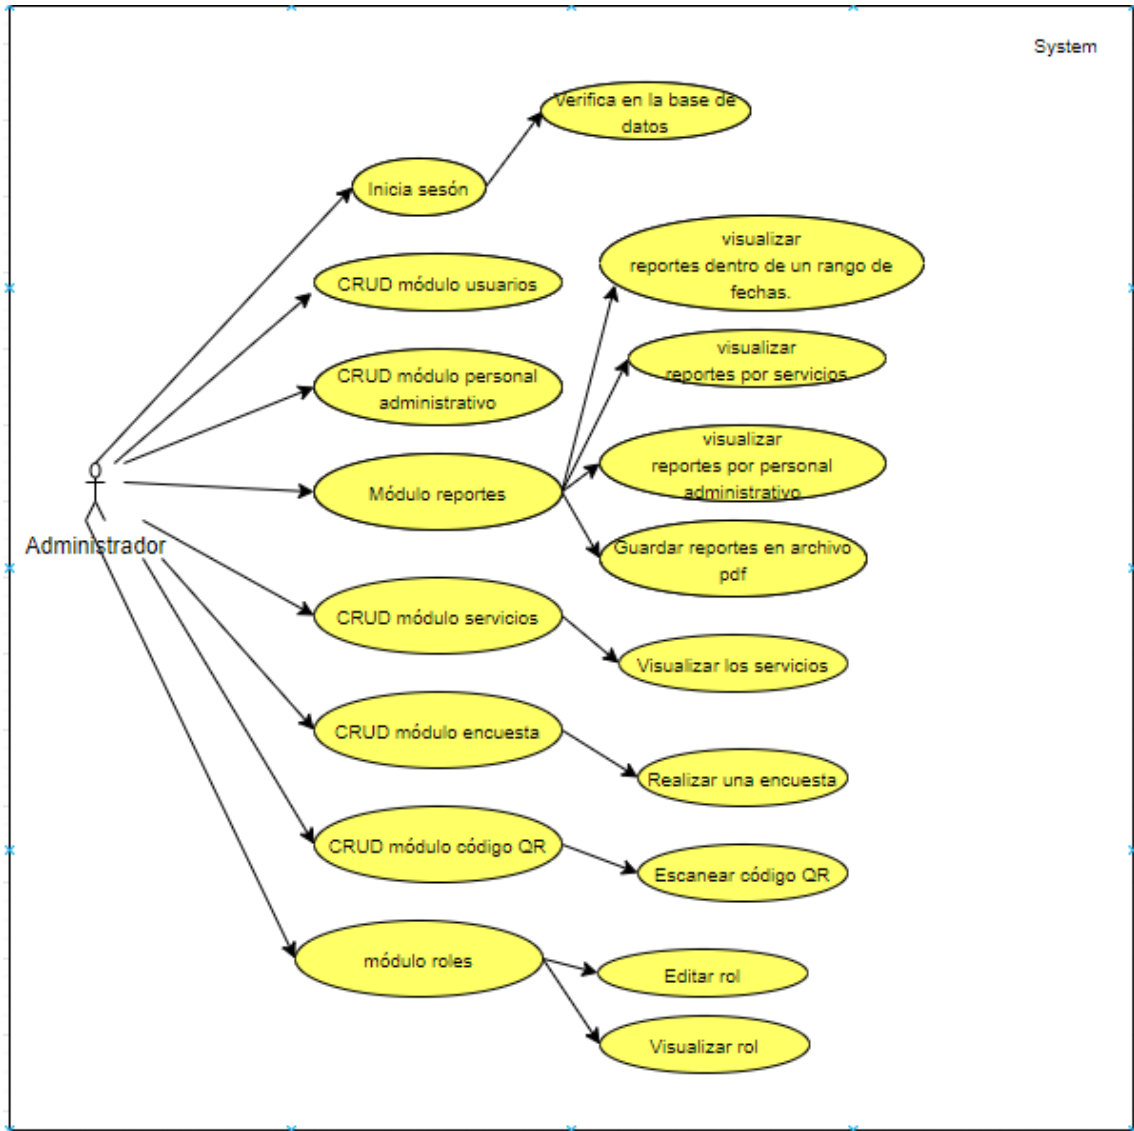 System
Verifica en la base de
datos
Inicia sesón
visualizar
reportes dentro de un rango de
fechas.
CRUD módulo usuarios
visualizar
reportes por servicios
CRUD módulo personal
administrativo
visualizar
reportes por personal
administrativo
Módulo reportes
Administrador
Guardar reportes en archivo
pdf
CRUD módulo servicios
Visualizar los servicios
CRUD módulo encuesta
Realizar una encuesta
CRUD módulo código QR
Escanear código QR
módulo roles
Editar rol
Visualizar rol